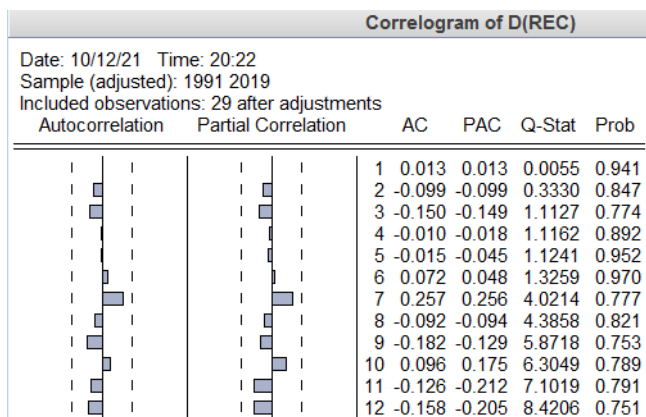 Correlogram of D(REC)
Date: 10/12/21 Time: 20:22
Sample (adjusted): 1991 2019
Included observations: 29 after adjustments
Autocorrelation Partial Correlation AC PAC Q-Stat Prob
1 0.013 0.013 0.0055 0.941
2 -0.099 -0.099 0.3330 0.847
3 -0.150 -0.149 1.1127 0.774
4 -0.010 -0.018 1.1162 0.892
5 -0.015 -0.045 1.1241 0.952
6 0.072 0.048 1.3259 0.970
7 0.257 0.256 4.0214 0.777
8 -0.092 -0.094 4.3858 0.821
9 -0.182 -0.129 5.8718 0.753
10 0.096 0.175 6.3049 0.789
11 -0.126 -0.212 7.1019 0.791
12 -0.158 -0.205 8.4206 0.751